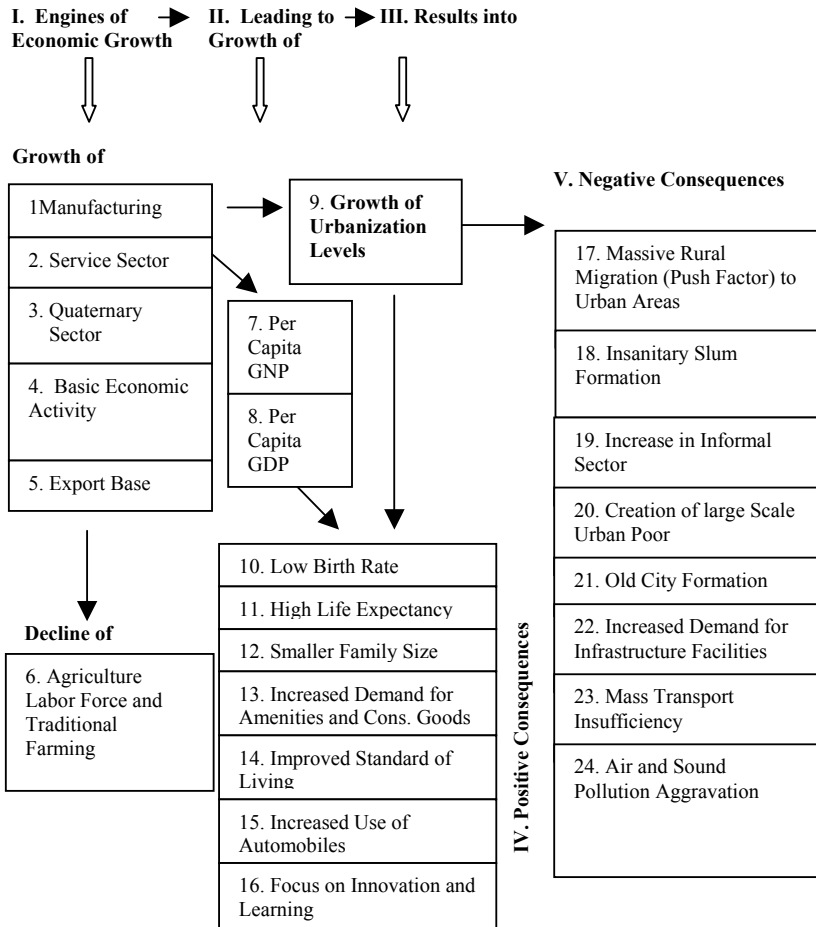 I. Engines of
Economic Growth
II. Leading to
Growth of
III. Results into
Growth of
1Manufacturing
2. Service Sector
3. Quaternary
Sector
4. Basic Economic
Activity
5. Export Base
Decline of
6. Agriculture
Labor Force and
Traditional
Farming
7. Per
Capita
GNP
8. Per
Capita
GDP
9. Growth of
Urbanization
Levels
10. Low Birth Rate
11. High Life Expectancy
12. Smaller Family Size
13. Increased Demand for
Amenities and Cons. Goods
14. Improved Standard of
Living
15. Increased Use of
Automobiles
16. Focus on Innovation and
Learning
IV. Positive Consequences
V. Negative Consequences
17. Massive Rural
Migration (Push Factor) to
Urban Areas
18. Insanitary Slum
Formation
19. Increase in Informal
Sector
20. Creation of large Scale
Urban Poor
21. Old City Formation
22. Increased Demand for
Infrastructure Facilities
23. Mass Transport
Insufficiency
24. Air and Sound
Pollution Aggravation